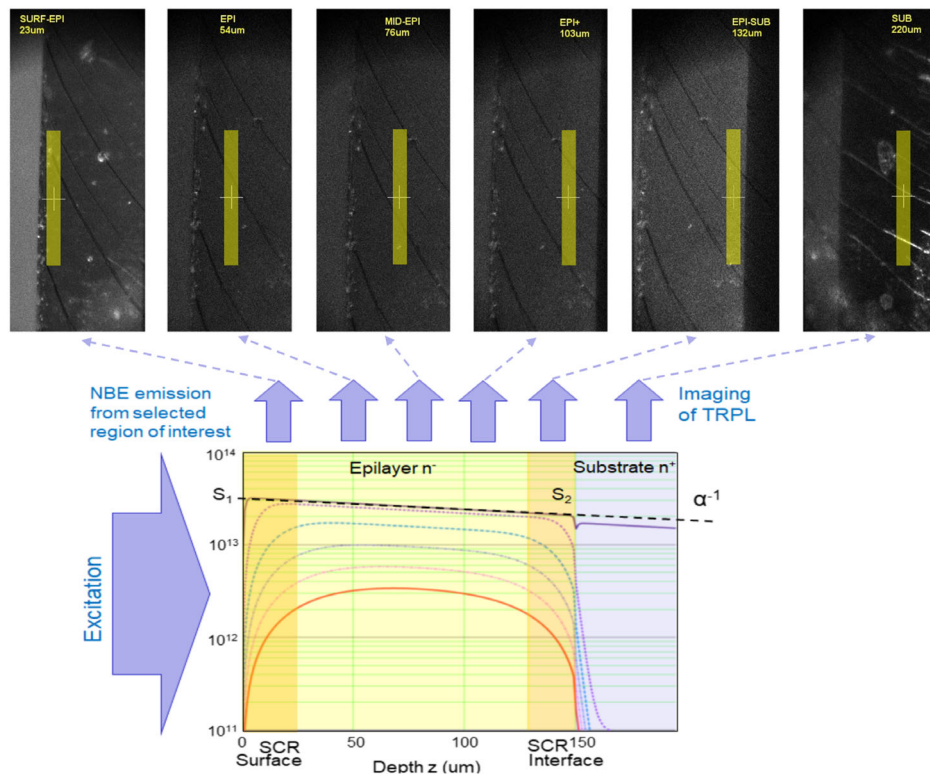 SURF-EPI
23um
EPI
54um
MID-EPI
76um
EPI+
103um
EPI-SUB
132um
SUB
220um
NBE emission
from selected
region of interest
Imaging
of TRPL
Excitation
10¹⁴
10¹³
10¹²
10¹¹
S₁
Epilayer n⁻
S₂
Substrate n⁺
α⁻¹
0
50
100
150
SCR
Surface
SCR
Interface
Depth z (um)